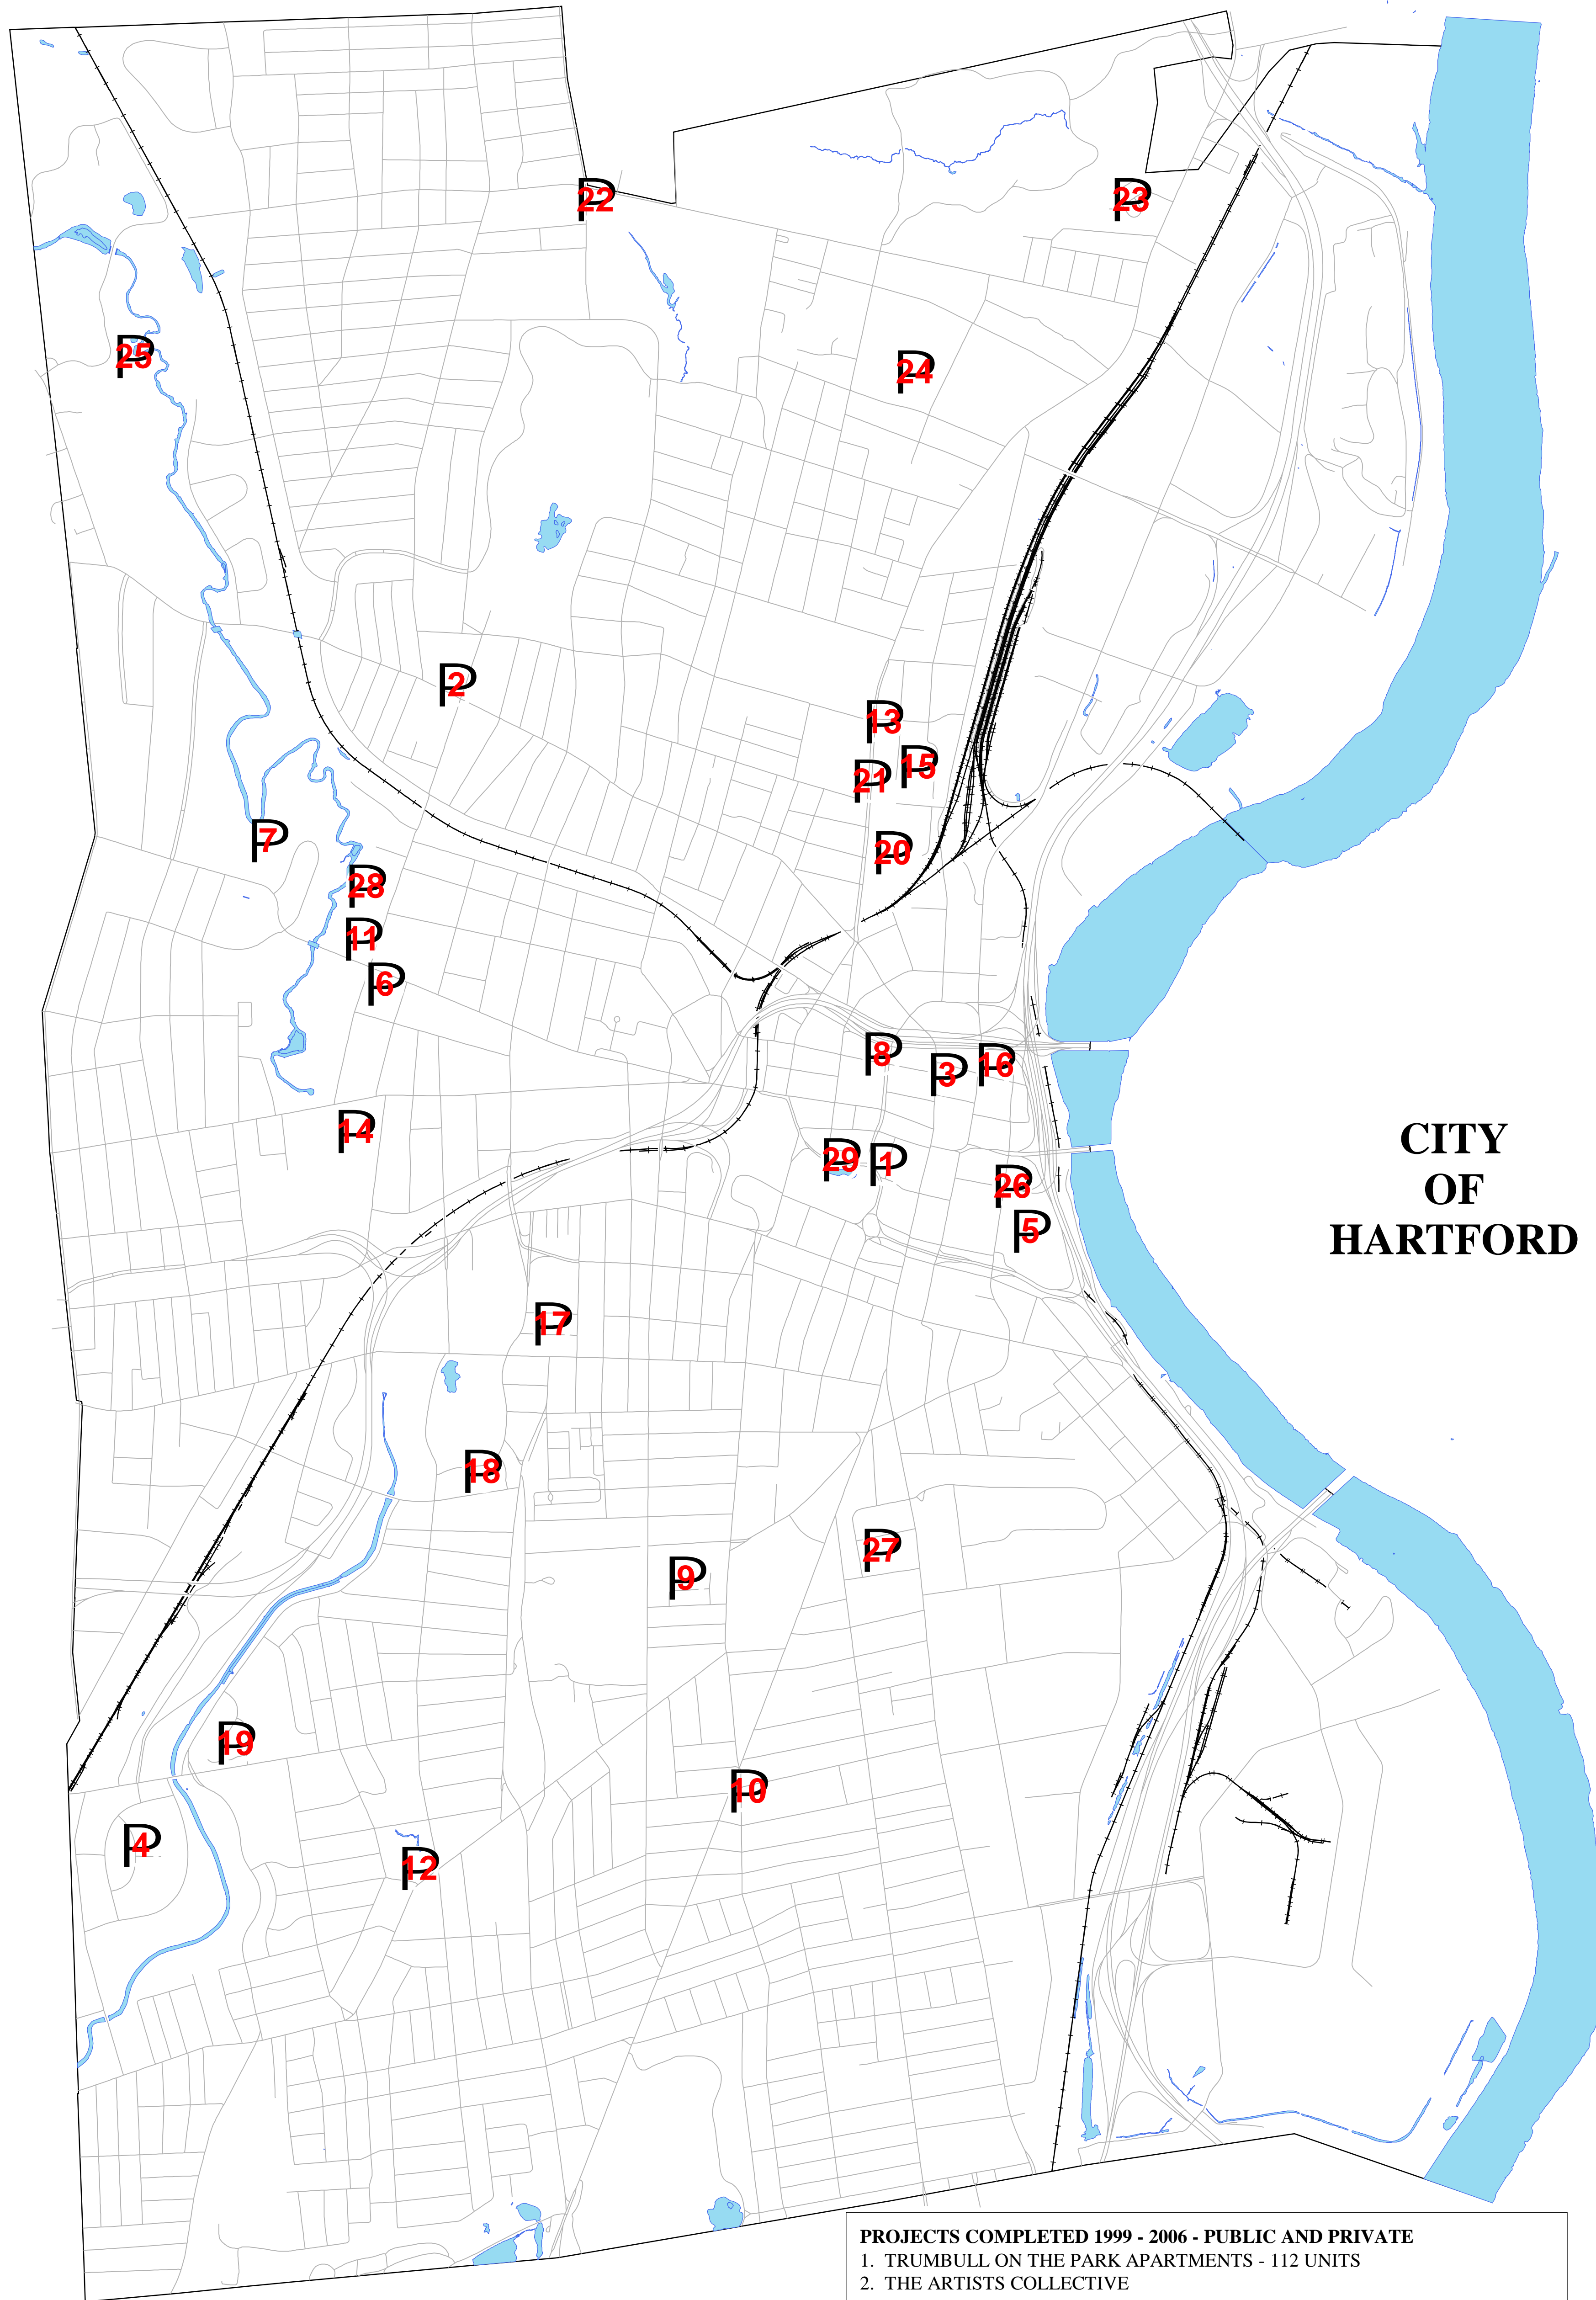 P 22
P 23
P 25
P 24
P 2
P 13
P 15
P 21
P 7
P 20
P 28
P 11
P 6
P 8
P 3
P 16
CITY
OF
HARTFORD
P 14
P 29
P 1
P 26
P 5
P 17
P 18
P 27
P 9
P 19
P 10
P 4
P 12
PROJECTS COMPLETED 1999 - 2006 - PUBLIC AND PRIVATE
1. TRUMBULL ON THE PARK APARTMENTS - 112 UNITS
2. THE ARTISTS COLLECTIVE